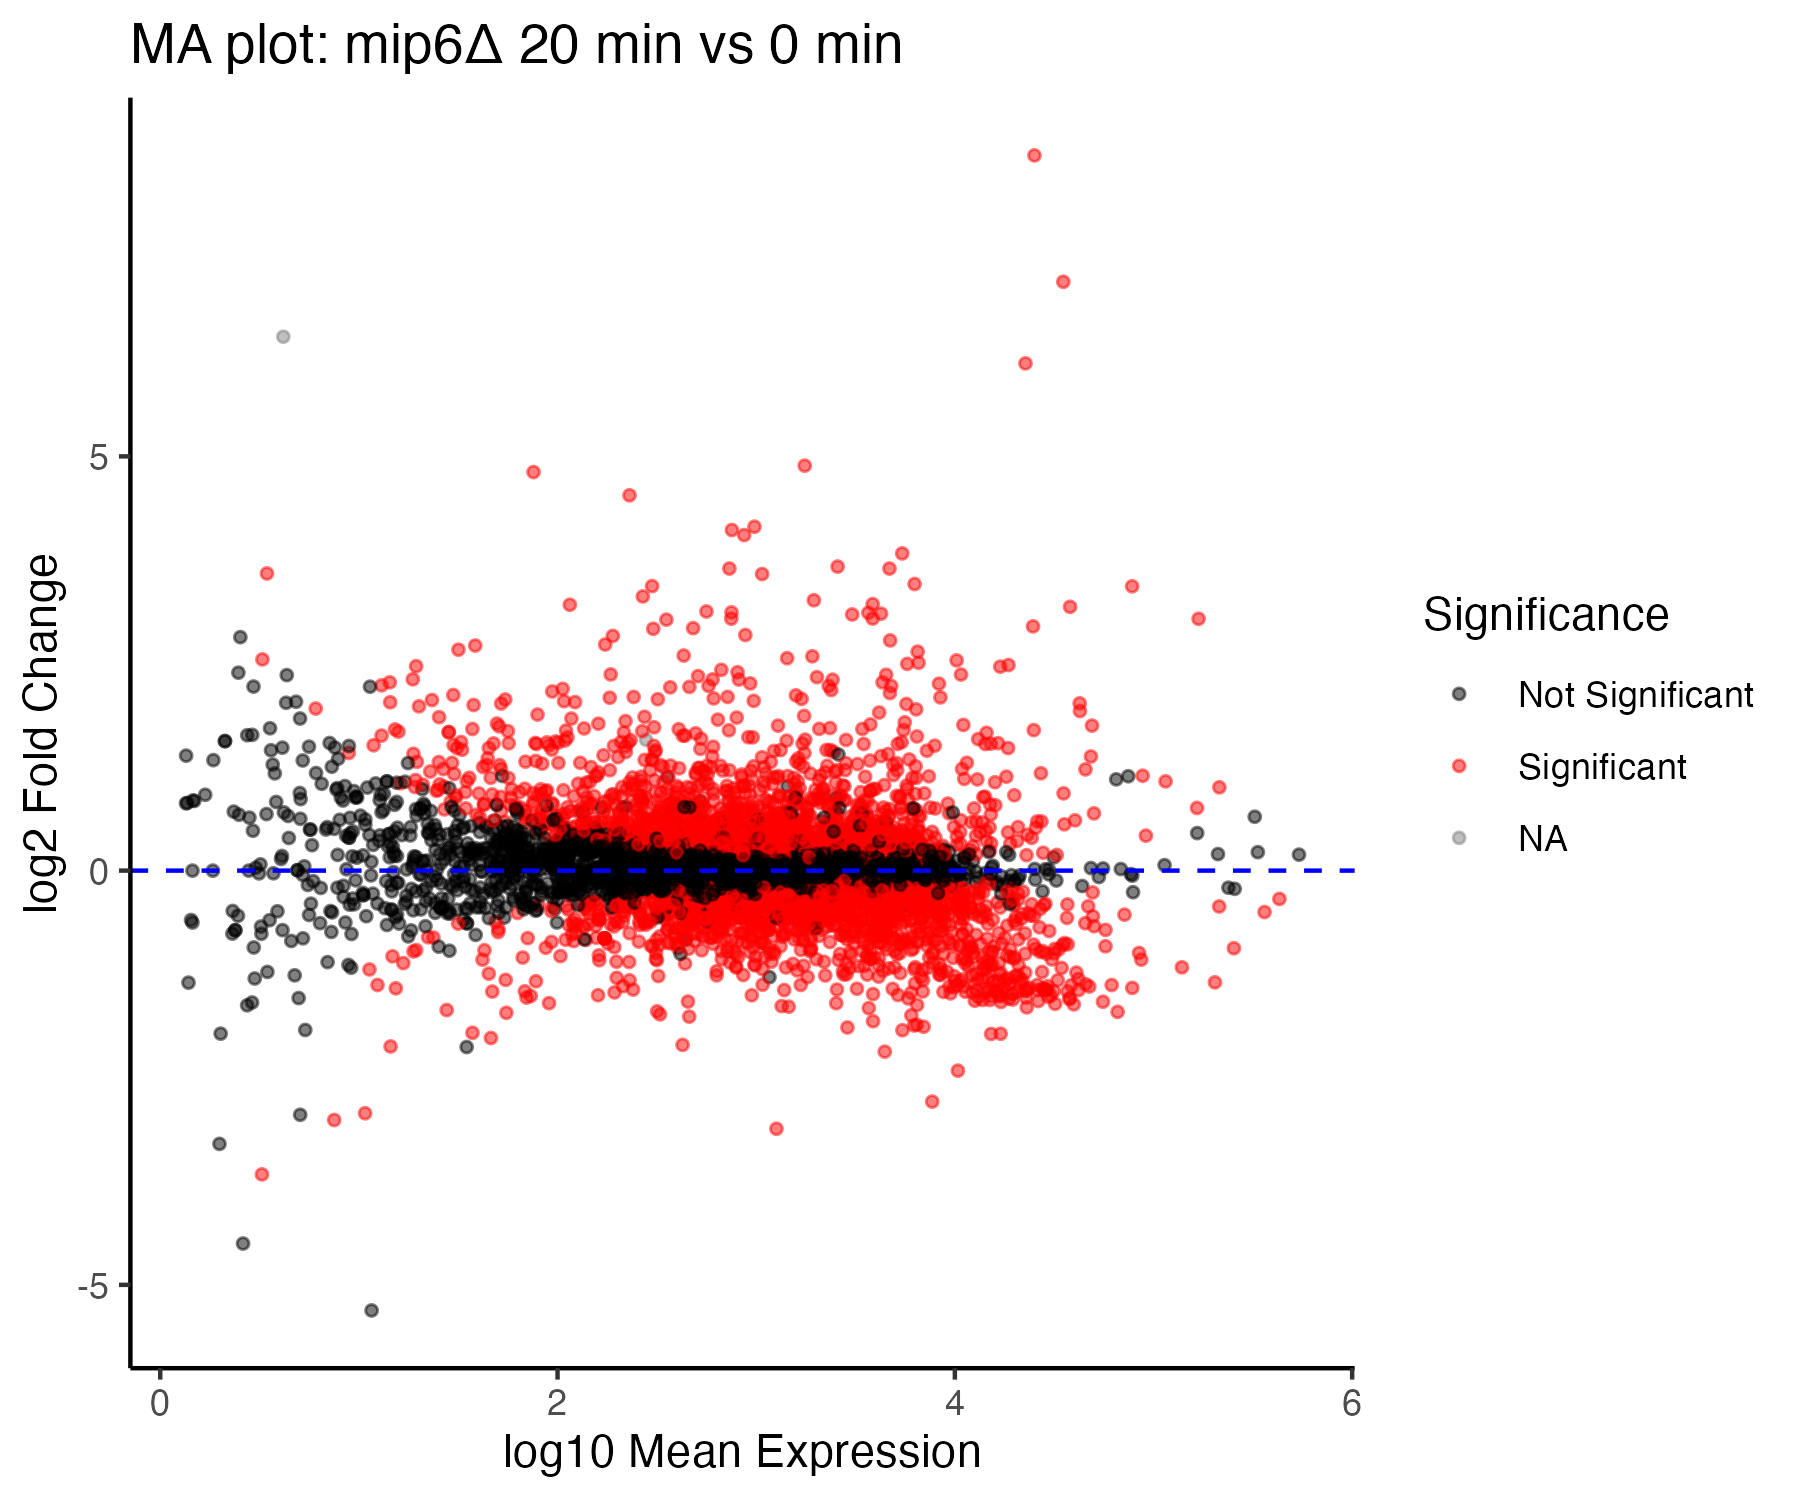 MA plot: mip6Δ 20 min vs 0 min
log2 Fold Change
5
0
-5
0
2
4
6
log10 Mean Expression
Significance
Not Significant
Significant
NA